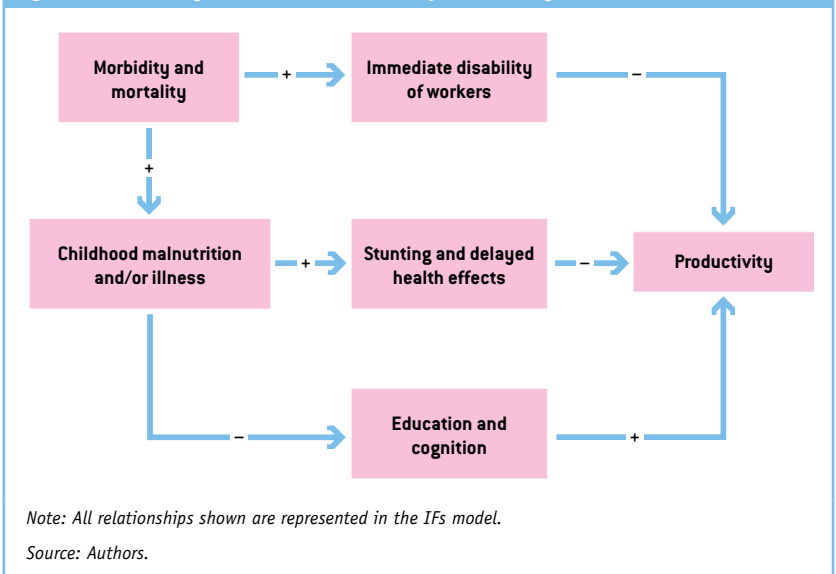 Morbidity and
mortality
+
Immediate disability
of workers
–
+
Childhood malnutrition
and/or illness
+
Stunting and delayed
health effects
–
Productivity
–
Education and
cognition
+
Note: All relationships shown are represented in the IFs model.
Source: Authors.